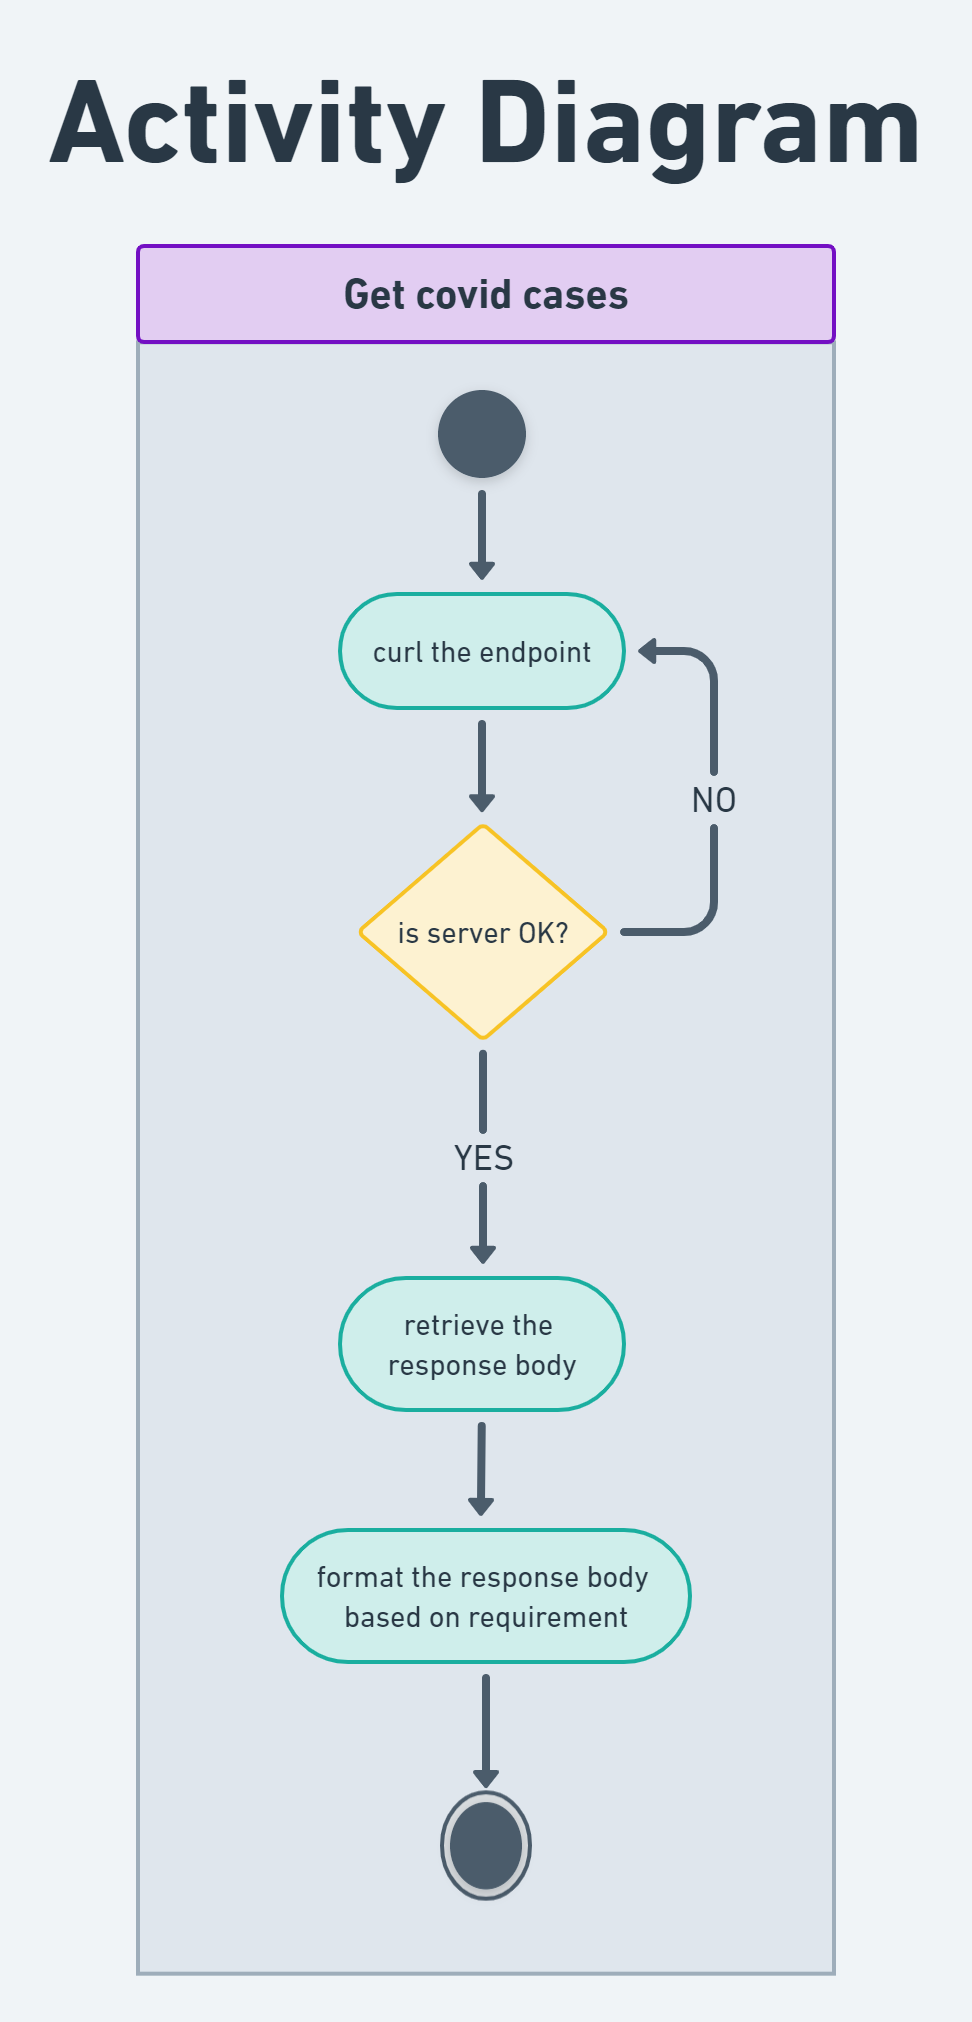 Activity Diagram
Get covid cases
curl the endpoint
NO
is server OK?
YES
retrieve the
response body
format the response body
based on requirement